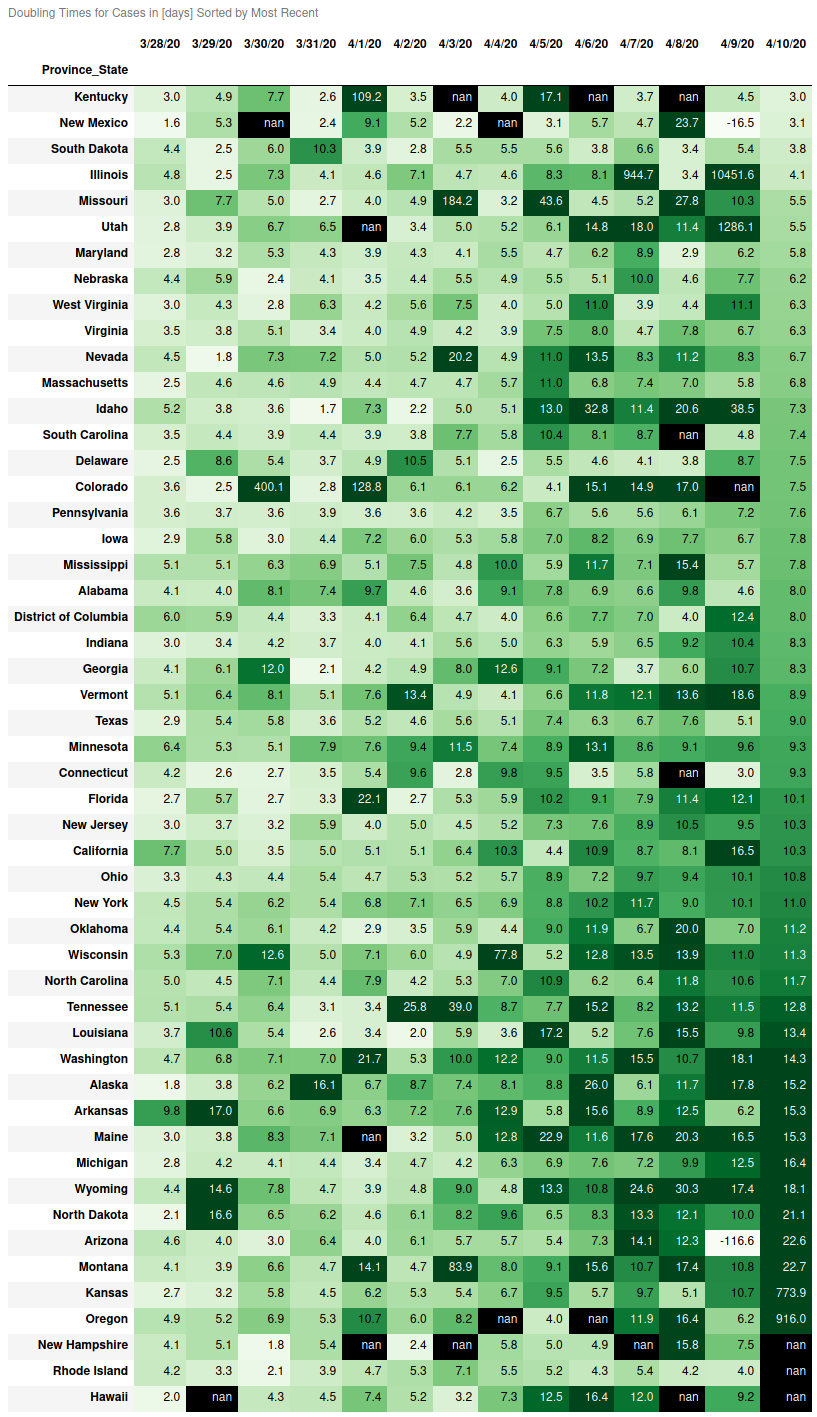 Doubling Times for Cases in [days] Sorted by Most Recent
3/28/20 3/29/20 3/30/20 3/31/20 4/1/20 4/2/20 4/3/20 4/4/20 4/5/20 4/6/20 4/7/20 4/8/20 4/9/20 4/10/20
Province_State
Kentucky 3.0 4.9 7.7 2.6 109.2 3.5 nan 4.0 17.1 nan 3.7 nan 4.5 3.0
New Mexico 1.6 5.3 nan 2.4 9.1 5.2 2.2 nan 3.1 5.7 4.7 23.7 -16.5 3.1
South Dakota 4.4 2.5 6.0 10.3 3.9 2.8 5.5 5.5 5.6 3.8 6.6 3.4 5.4 3.8
Illinois 4.8 2.5 7.3 4.1 4.6 7.1 4.7 4.6 8.3 8.1 944.7 3.4 10451.6 4.1
Missouri 3.0 7.7 5.0 2.7 4.0 4.9 184.2 3.2 43.6 4.5 5.2 27.8 10.3 5.5
Utah 2.8 3.9 6.7 6.5 nan 3.4 5.0 5.2 6.1 14.8 18.0 11.4 1286.1 5.5
Maryland 2.8 3.2 5.3 4.3 3.9 4.3 4.1 5.5 4.7 6.2 8.9 2.9 6.2 5.8
Nebraska 4.4 5.9 2.4 4.1 3.5 4.4 5.5 4.9 5.5 5.1 10.0 4.6 7.7 6.2
West Virginia 3.0 4.3 2.8 6.3 4.2 5.6 7.5 4.0 5.0 11.0 3.9 4.4 11.1 6.3
Virginia 3.5 3.8 5.1 3.4 4.0 4.9 4.2 3.9 7.5 8.0 4.7 7.8 6.7 6.3
Nevada 4.5 1.8 7.3 7.2 5.0 5.2 20.2 4.9 11.0 13.5 8.3 11.2 8.3 6.7
Massachusetts 2.5 4.6 4.6 4.9 4.4 4.7 4.7 5.7 11.0 6.8 7.4 7.0 5.8 6.8
Idaho 5.2 3.8 3.6 1.7 7.3 2.2 5.0 5.1 13.0 32.8 11.4 20.6 38.5 7.3
South Carolina 3.5 4.4 3.9 4.4 3.9 3.8 7.7 5.8 10.4 8.1 8.7 nan 4.8 7.4
Delaware 2.5 8.6 5.4 3.7 4.9 10.5 5.1 2.5 5.5 4.6 4.1 3.8 8.7 7.5
Colorado 3.6 2.5 400.1 2.8 128.8 6.1 6.1 6.2 4.1 15.1 14.9 17.0 nan 7.5
Pennsylvania 3.6 3.7 3.6 3.9 3.6 3.6 4.2 3.5 6.7 5.6 5.6 6.1 7.2 7.6
Iowa 2.9 5.8 3.0 4.4 7.2 6.0 5.3 5.8 7.0 8.2 6.9 7.7 6.7 7.8
Mississippi 5.1 5.1 6.3 6.9 5.1 7.5 4.8 10.0 5.9 11.7 7.1 15.4 5.7 7.8
Alabama 4.1 4.0 8.1 7.4 9.7 4.6 3.6 9.1 7.8 6.9 6.6 9.8 4.6 8.0
District of Columbia 6.0 5.9 4.4 3.3 4.1 6.4 4.7 4.0 6.6 7.7 7.0 4.0 12.4 8.0
Indiana 3.0 3.4 4.2 3.7 4.0 4.1 5.6 5.0 6.3 5.9 6.5 9.2 10.4 8.3
Georgia 4.1 6.1 12.0 2.1 4.2 4.9 8.0 12.6 9.1 7.2 3.7 6.0 10.7 8.3
Vermont 5.1 6.4 8.1 5.1 7.6 13.4 4.9 4.1 6.6 11.8 12.1 13.6 18.6 8.9
Texas 2.9 5.4 5.8 3.6 5.2 4.6 5.6 5.1 7.4 6.3 6.7 7.6 5.1 9.0
Minnesota 6.4 5.3 5.1 7.9 7.6 9.4 11.5 7.4 8.9 13.1 8.6 9.1 9.6 9.3
Connecticut 4.2 2.6 2.7 3.5 5.4 9.6 2.8 9.8 9.5 3.5 5.8 nan 3.0 9.3
Florida 2.7 5.7 2.7 3.3 22.1 2.7 5.3 5.9 10.2 9.1 7.9 11.4 12.1 10.1
New Jersey 3.0 3.7 3.2 5.9 4.0 5.0 4.5 5.2 7.3 7.6 8.9 10.5 9.5 10.3
California 7.7 5.0 3.5 5.0 5.1 5.1 6.4 10.3 4.4 10.9 8.7 8.1 16.5 10.3
Ohio 3.3 4.3 4.4 5.4 4.7 5.3 5.2 5.7 8.9 7.2 9.7 9.4 10.1 10.8
New York 4.5 5.4 6.2 5.4 6.8 7.1 6.5 6.9 8.8 10.2 11.7 9.0 10.1 11.0
Oklahoma 4.4 5.4 6.1 4.2 2.9 3.5 5.9 4.4 9.0 11.9 6.7 20.0 7.0 11.2
Wisconsin 5.3 7.0 12.6 5.0 7.1 6.0 4.9 77.8 5.2 12.8 13.5 13.9 11.0 11.3
North Carolina 5.0 4.5 7.1 4.4 7.9 4.2 5.3 7.0 10.9 6.2 6.4 11.8 10.6 11.7
Tennessee 5.1 5.4 6.4 3.1 3.4 25.8 39.0 8.7 7.7 15.2 8.2 13.2 11.5 12.8
Louisiana 3.7 10.6 5.4 2.6 3.4 2.0 5.9 3.6 17.2 5.2 7.6 15.5 9.8 13.4
Washington 4.7 6.8 7.1 7.0 21.7 5.3 10.0 12.2 9.0 11.5 15.5 10.7 18.1 14.3
Alaska 1.8 3.8 6.2 16.1 6.7 8.7 7.4 8.1 8.8 26.0 6.1 11.7 17.8 15.2
Arkansas 9.8 17.0 6.6 6.9 6.3 7.2 7.6 12.9 5.8 15.6 8.9 12.5 6.2 15.3
Maine 3.0 3.8 8.3 7.1 nan 3.2 5.0 12.8 22.9 11.6 17.6 20.3 16.5 15.3
Michigan 2.8 4.2 4.1 4.4 3.4 4.7 4.2 6.3 6.9 7.6 7.2 9.9 12.5 16.4
Wyoming 4.4 14.6 7.8 4.7 3.9 4.8 9.0 4.8 13.3 10.8 24.6 30.3 17.4 18.1
North Dakota 2.1 16.6 6.5 6.2 4.6 6.1 8.2 9.6 6.5 8.3 13.3 12.1 10.0 21.1
Arizona 4.6 4.0 3.0 6.4 4.0 6.1 5.7 5.7 5.4 7.3 14.1 12.3 -116.6 22.6
Montana 4.1 3.9 6.6 4.7 14.1 4.7 83.9 8.0 9.1 15.6 10.7 17.4 10.8 22.7
Kansas 2.7 3.2 5.8 4.5 6.2 5.3 5.4 6.7 9.5 5.7 9.7 5.1 10.7 773.9
Oregon 4.9 5.2 6.9 5.3 10.7 6.0 8.2 nan 4.0 nan 11.9 16.4 6.2 916.0
New Hampshire 4.1 5.1 1.8 5.4 nan 2.4 nan 5.8 5.0 4.9 nan 15.8 7.5 nan
Rhode Island 4.2 3.3 2.1 3.9 4.7 5.3 7.1 5.5 5.2 4.3 5.4 4.2 4.0 nan
Hawaii 2.0 nan 4.3 4.5 7.4 5.2 3.2 7.3 12.5 16.4 12.0 nan 9.2 nan